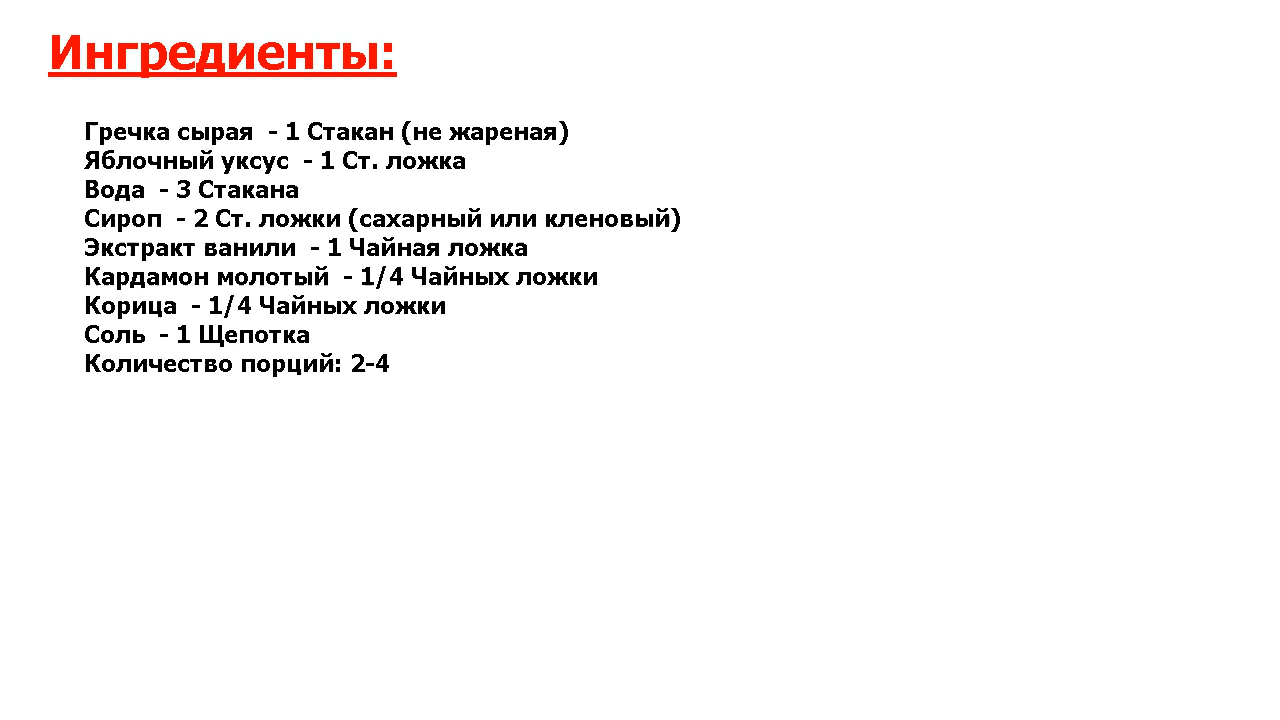 Ингредиенты:
Гречка сырая  - 1 Стакан (не жареная)
Яблочный уксус  - 1 Ст. ложка
Вода  - 3 Стакана
Сироп  - 2 Ст. ложки (сахарный или кленовый)
Экстракт ванили  - 1 Чайная ложка
Кардамон молотый  - 1/4 Чайных ложки
Корица  - 1/4 Чайных ложки
Соль  - 1 Щепотка
Количество порций: 2-4